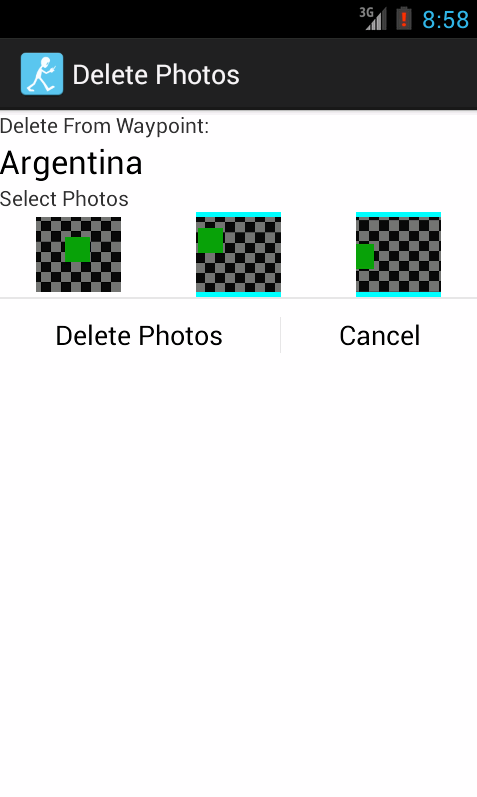 3G
8:58
Delete Photos
Delete From Waypoint:
Argentina
Select Photos
Delete Photos
Cancel